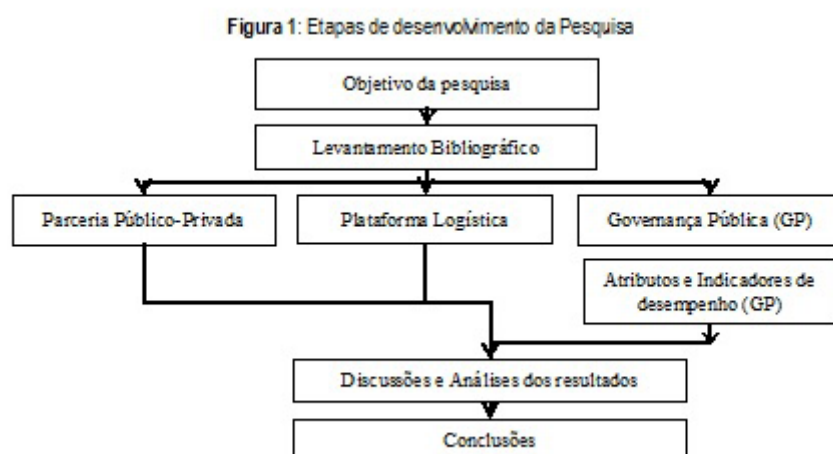 Figura 1: Etapas de desenvolvimento da Pesquisa
Objetivo da pesquisa
Levantamento Bibliográfico
Parceria Público-Privada
Plataforma Logística
Governança Pública (GP)
Atributos e Indicadores de
desempenho (GP)
Discussões e Análises dos resultados
Conclusões